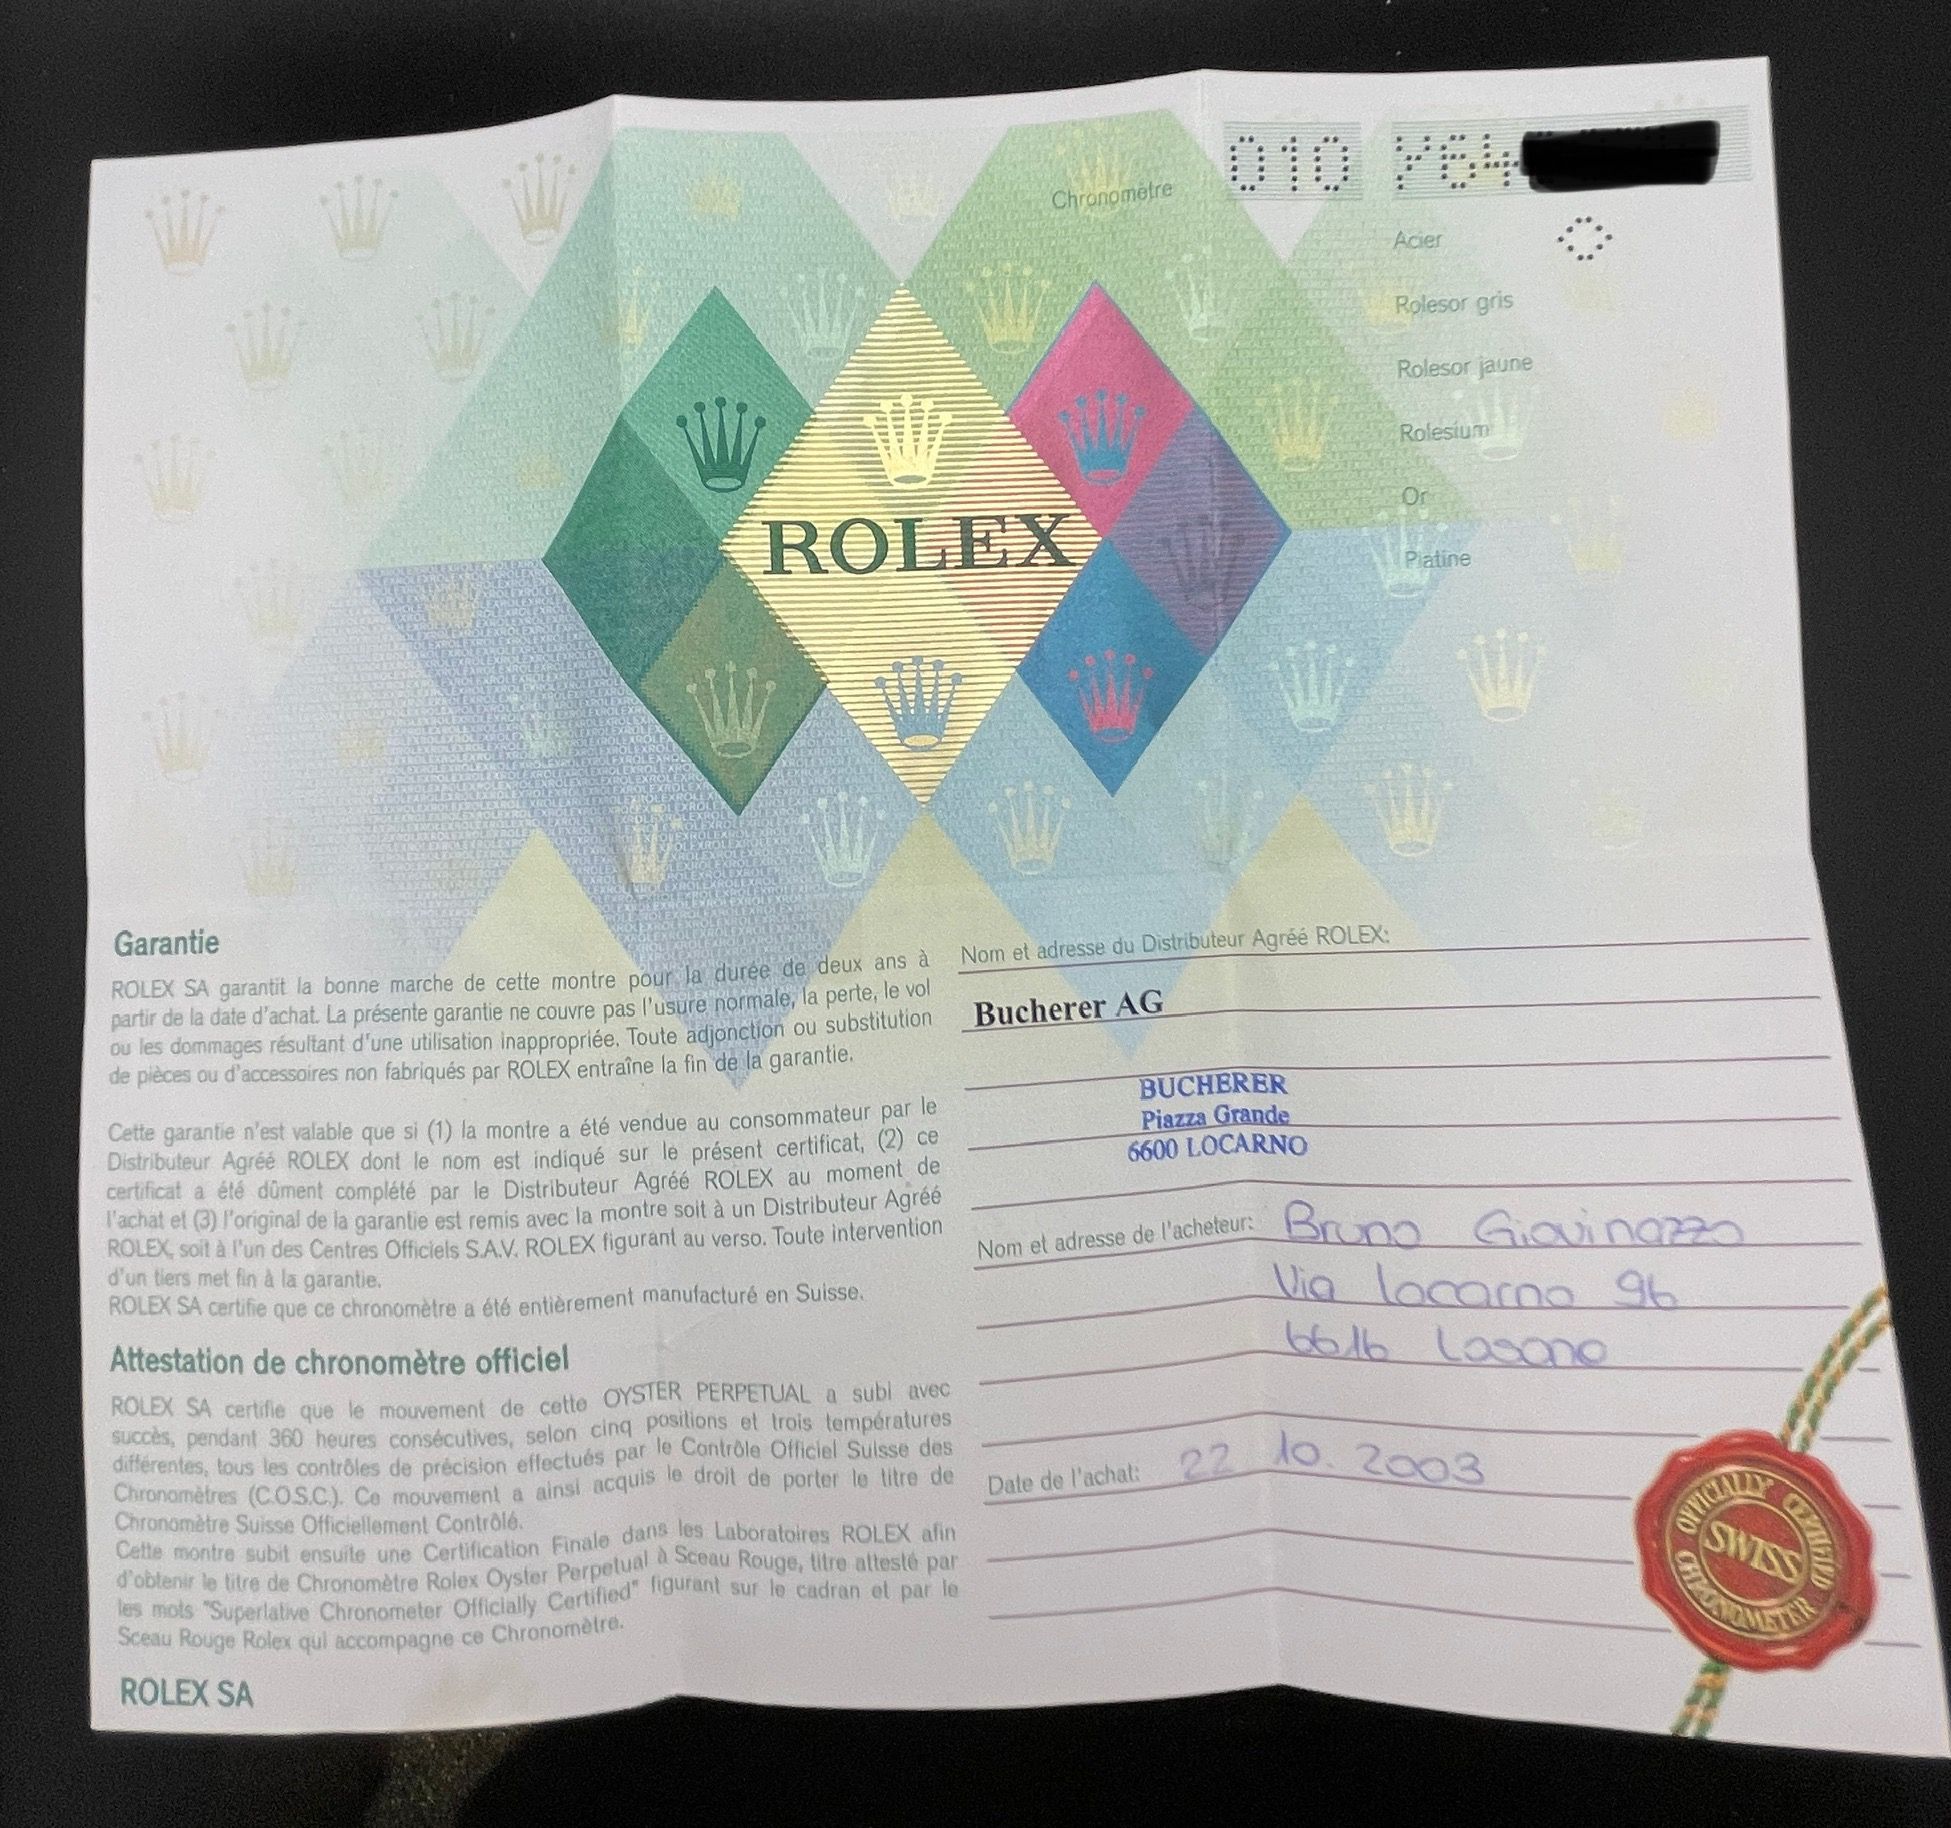 Chronomètre
010 Y64
Acier
Rolesor gris
Rolesor jaune
Rolesium
Or
Platine
ROLEX
Garantie
ROLEX SA garantit la bonne marche de cette montre pour la durée de deux ans à
partir de la date d'achat. La présente garantie ne couvre pas l'usure normale, la perte, le vol
ou les dommages résultant d'une utilisation inappropriée. Toute adjonction ou substitution
de pièces ou d'accessoires non fabriqués par ROLEX entraîne la fin de la garantie.
Cette garantie n'est valable que si (1) la montre a été vendue au consommateur par le
Distributeur Agréé ROLEX dont le nom est indiqué sur le présent certificat, (2) ce
certificat a été dûment complété par le Distributeur Agréé ROLEX au moment de
l'achat et (3) l'original de la garantie est remis avec la montre soit à un Distributeur Agréé
ROLEX, soit à l'un des Centres Officiels S.A.V. ROLEX figurant au verso. Toute intervention
d'un tiers met fin à la garantie.
ROLEX SA certifie que ce chronomètre a été entièrement manufacturé en Suisse.
Attestation de chronomètre officiel
ROLEX SA certifie que le mouvement de cette OYSTER PERPETUAL a subi avec
succès, pendant 360 heures consécutives, selon cinq positions et trois températures
différentes, tous les contrôles de précision effectués par le Contrôle Officiel Suisse des
Chronomètres (C.O.S.C.). Ce mouvement a ainsi acquis le droit de porter le titre de
Chronomètre Suisse Officiellement Contrôlé.
Cette montre subit ensuite une Certification Finale dans les Laboratoires ROLEX afin
d'obtenir le titre de Chronomètre Rolex Oyster Perpetual à Sceau Rouge, titre attesté par
les mots "Superlative Chronometer Officially Certified" figurant sur le cadran et par le
Sceau Rouge Rolex qui accompagne ce Chronomètre.
ROLEX SA
Nom et adresse du Distributeur Agréé ROLEX:
Bucherer AG
BUCHERER
Piazza Grande
6600 LOCARNO
Nom et adresse de l'acheteur: Bruno Giovinazzo
Via locarno 96
6616 Losone
Date de l'achat: 22 10. 2003
OFFICIALLY CERTIFIED
SWISS
CHRONOMETER